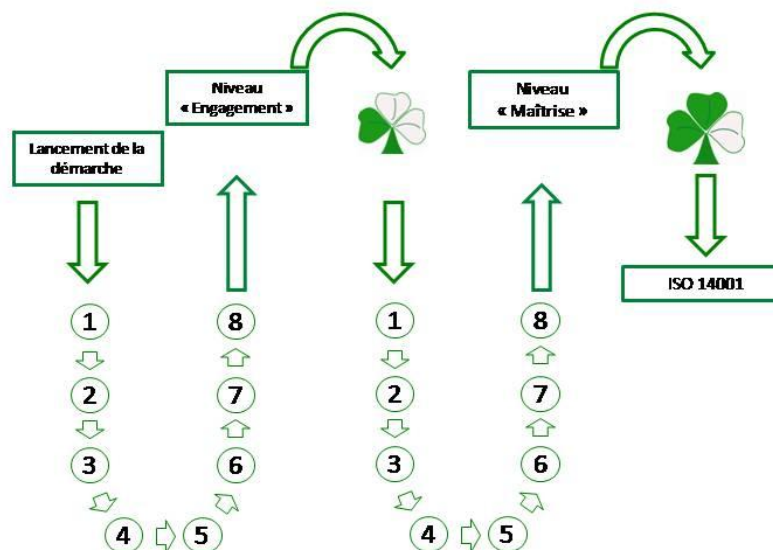 Lancement de la
démarche
1
2
3
4
5
6
7
8
Niveau
« Engagement »
1
2
3
4
5
6
7
8
Niveau
« Maîtrise »
ISO 14001